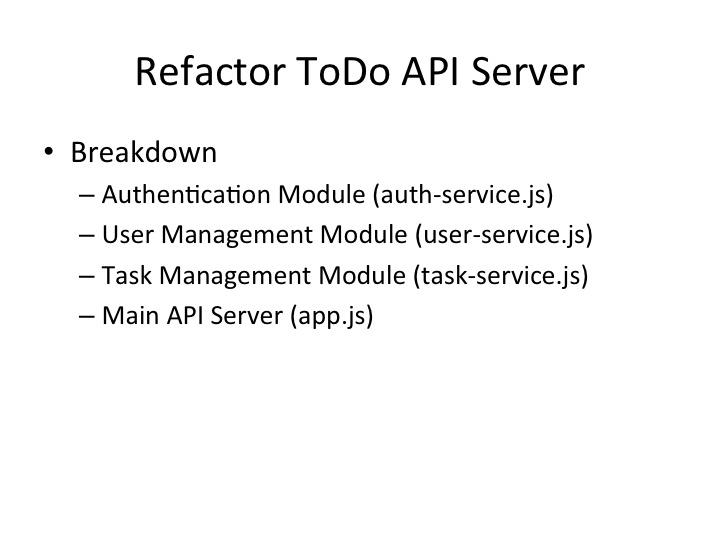 Refactor ToDo API Server
• Breakdown
– Authentication Module (auth-service.js)
– User Management Module (user-service.js)
– Task Management Module (task-service.js)
– Main API Server (app.js)